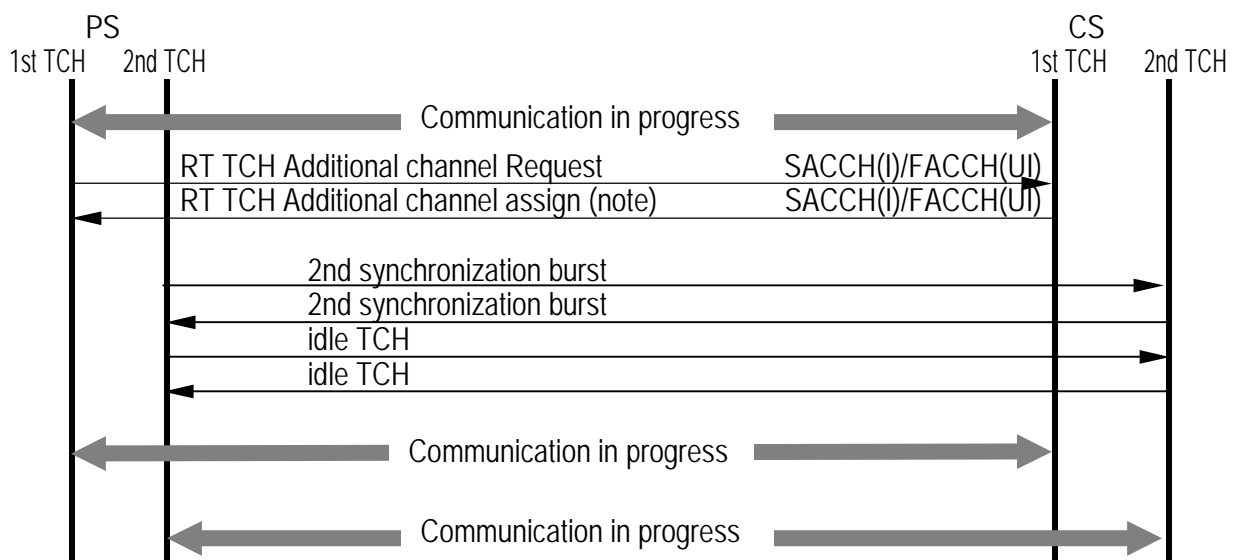 PS CS
1st TCH 2nd TCH 1st TCH 2nd TCH
Communication in progress
RT TCH Additional channel Request SACCH(I)/FACCH(UI)
RT TCH Additional channel assign (note) SACCH(I)/FACCH(UI)
2nd synchronization burst
2nd synchronization burst
idle TCH
idle TCH
Communication in progress
Communication in progress